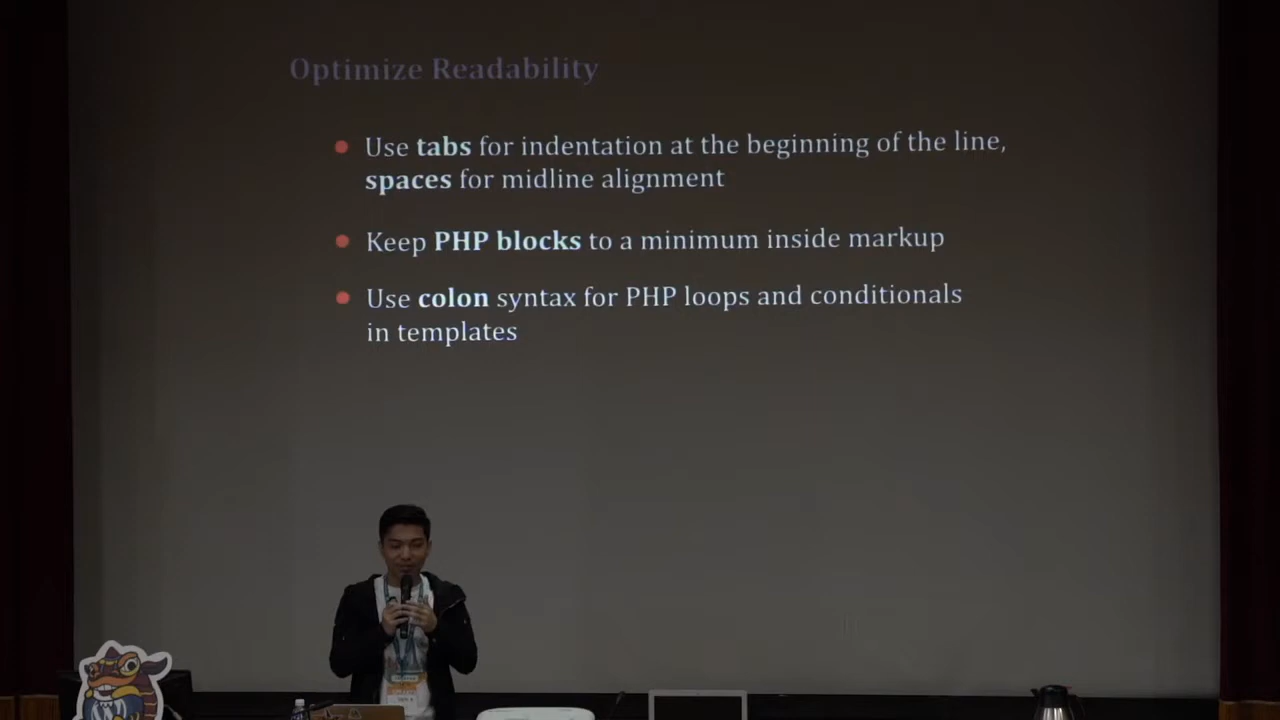 Optimize Readability
Use tabs for indentation at the beginning of the line,
spaces for midline alignment
Keep PHP blocks to a minimum inside markup
Use colon syntax for PHP loops and conditionals
in templates